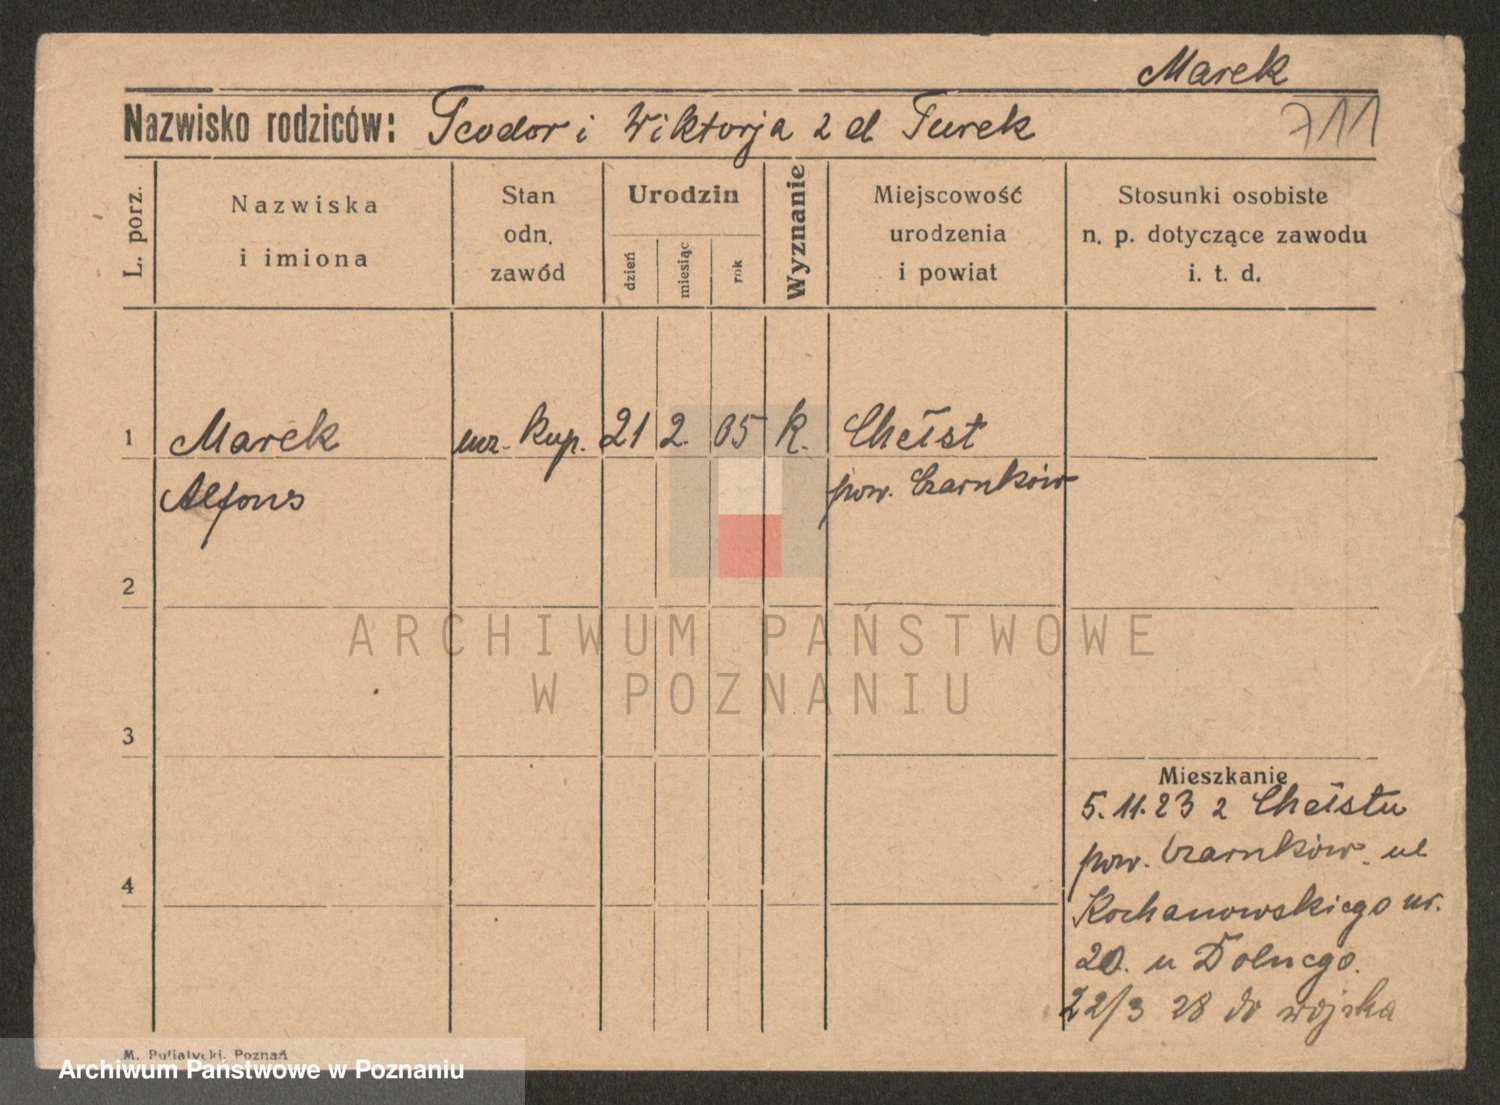 Marek
711
Nazwisko rodziców: Teodor i Wiktorja z d Turek
L. porz.
Nazwiska
i imiona
Stan
odn.
zawód
Urodzin
dzień
miesiąc
rok
Wyznanie
Miejscowość
urodzenia
i powiat
Stosunki osobiste
n. p. dotyczące zawodu
i. t. d.
1 Marek ucz. kup. 21 2. 05 k. Chełst
Alfons pow. Czarnków
2
ARCHIWUM PAŃSTWOWE
W POZNANIU
3
Mieszkanie
5.11.23 z Chełstu
pow. Czarnków. ul
4
Kochanowskiego nr.
20. u Dolnego.
22/3 28 do wojska
M. Putiatycki, Poznań
Archiwum Państwowe w Poznaniu